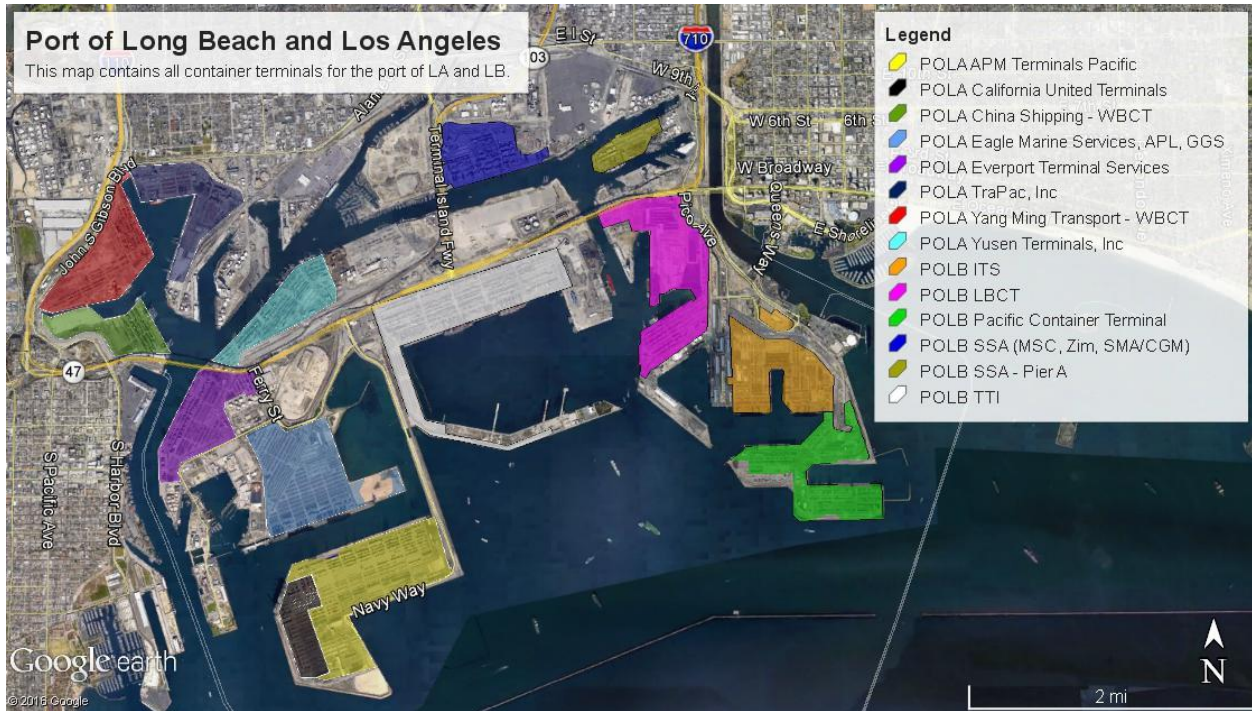 Port of Long Beach and Los Angeles
This map contains all container terminals for the port of LA and LB.
Legend
POLA APM Terminals Pacific
POLA California United Terminals
POLA China Shipping - WBCT
POLA Eagle Marine Services, APL, GGS
POLA Everport Terminal Services
POLA TraPac, Inc
POLA Yang Ming Transport - WBCT
POLA Yusen Terminals, Inc
POLB ITS
POLB LBCT
POLB Pacific Container Terminal
POLB SSA (MSC, Zim, SMA/CGM)
POLB SSA - Pier A
POLB TTI
E I St
710
103
W 9th
W 6th St
6th St
W Broadway
Queens Way
E Shoreli
Pico Ave
Terminal Island Fwy
John S Gibson Blvd
47
Ferry St
S Harbor Blvd
S Pacific Ave
Navy Way
Google earth
© 2016 Google
N
2 mi